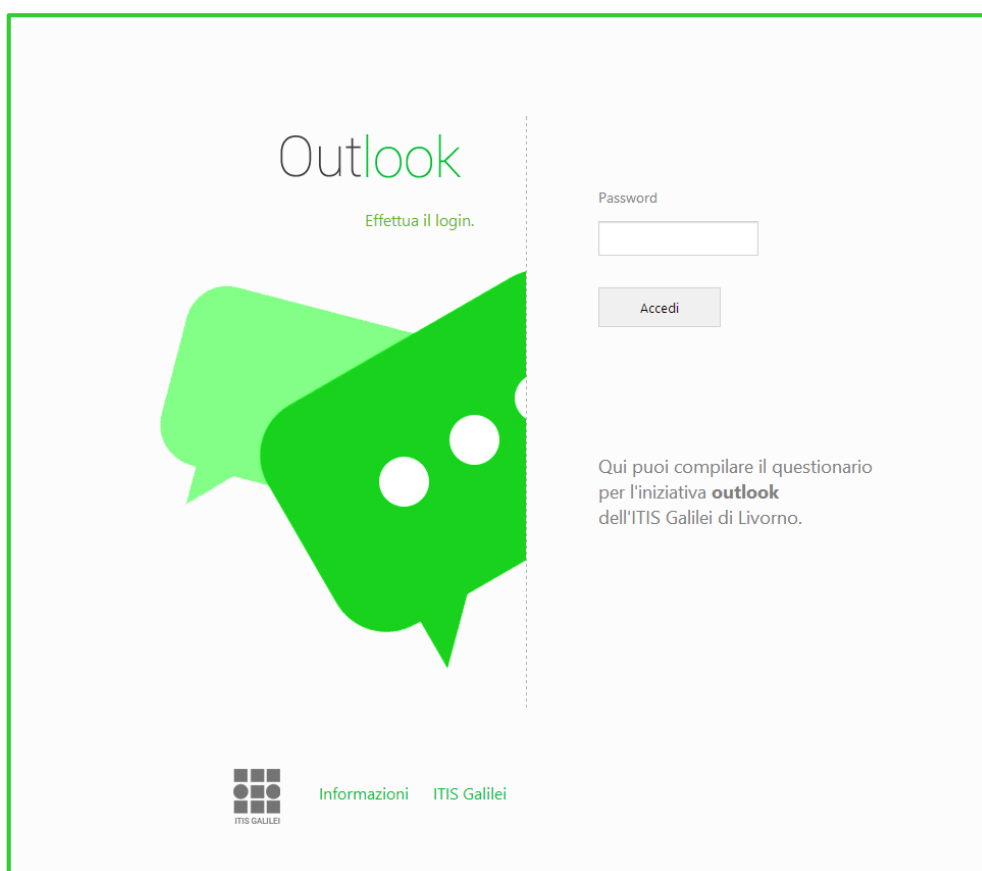 Outlook
Effettua il login.
Password
Accedi
Qui puoi compilare il questionario
per l'iniziativa outlook
dell'ITIS Galilei di Livorno.
ITIS GALILEI
Informazioni ITIS Galilei